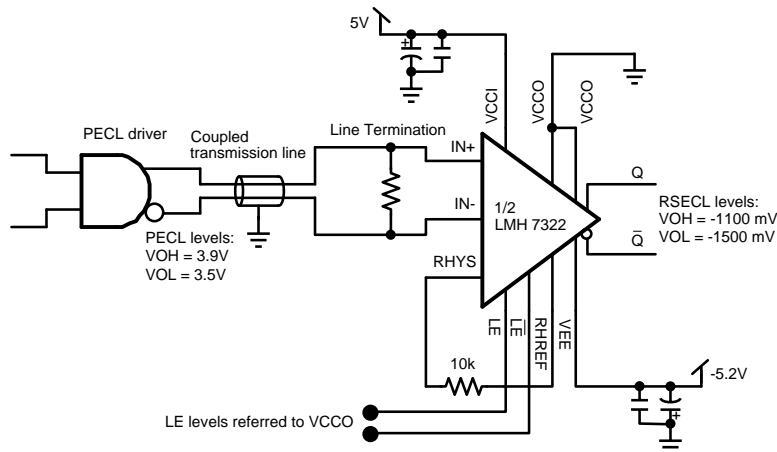 5V
VCCI
VCCO
VCCO
PECL driver
Coupled
transmission line
Line Termination
IN+
IN-
RHYS
1/2
LMH 7322
Q
Q̅
RSECL levels:
VOH = -1100 mV
VOL = -1500 mV
PECL levels:
VOH = 3.9V
VOL = 3.5V
LE
L̅E̅
RHREF
VEE
10k
-5.2V
LE levels referred to VCCO